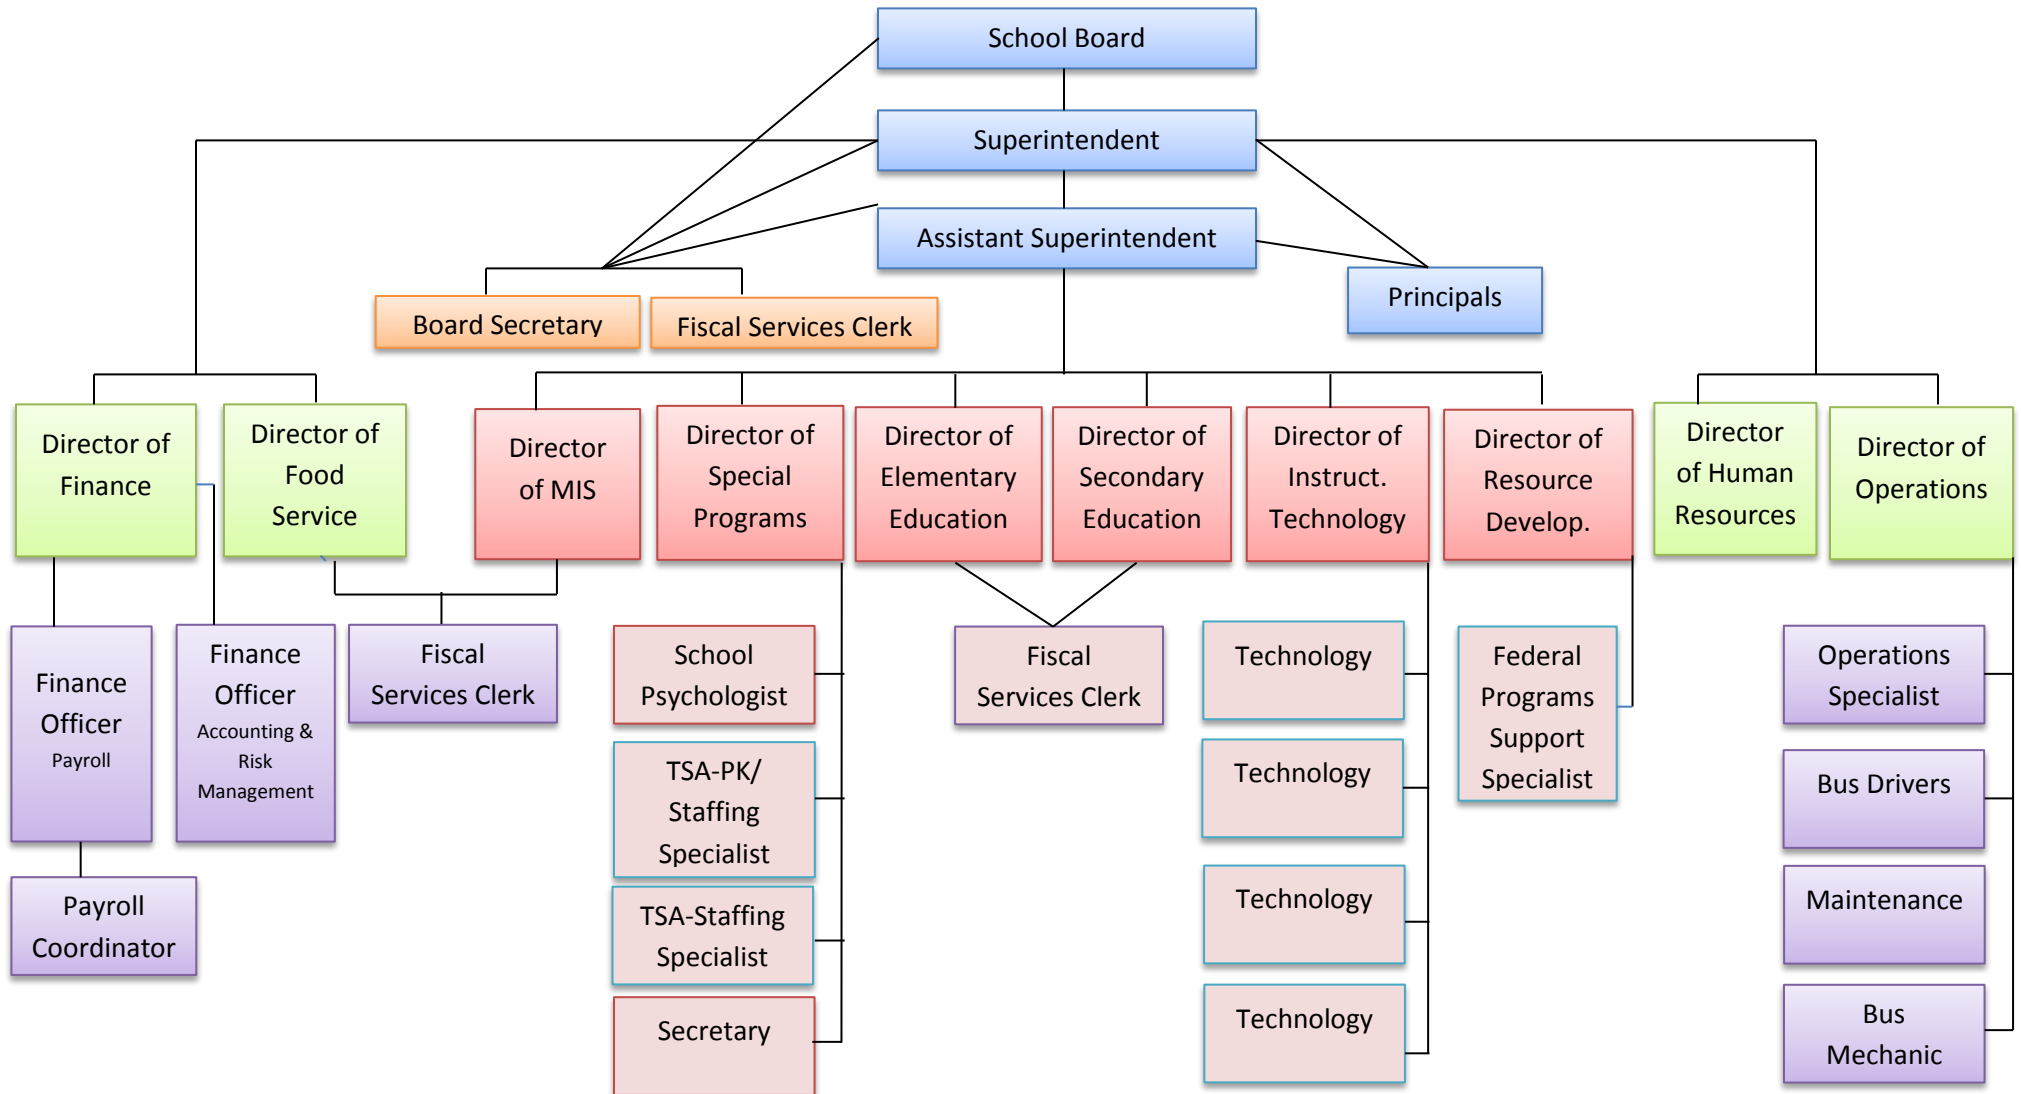 School Board
Superintendent
Assistant Superintendent
Principals
Board Secretary
Fiscal Services Clerk
Director of
Finance
Director of
Food
Service
Director
of MIS
Director of
Special
Programs
Director of
Elementary
Education
Director of
Secondary
Education
Director of
Instruct.
Technology
Director of
Resource
Develop.
Director
of Human
Resources
Director of
Operations
Finance
Officer
Payroll
Finance
Officer
Accounting &
Risk
Management
Fiscal
Services Clerk
School
Psychologist
Fiscal
Services Clerk
Technology
Federal
Programs
Support
Specialist
Operations
Specialist
TSA-PK/
Staffing
Specialist
Technology
Bus Drivers
Payroll
Coordinator
TSA-Staffing
Specialist
Technology
Maintenance
Secretary
Technology
Bus
Mechanic